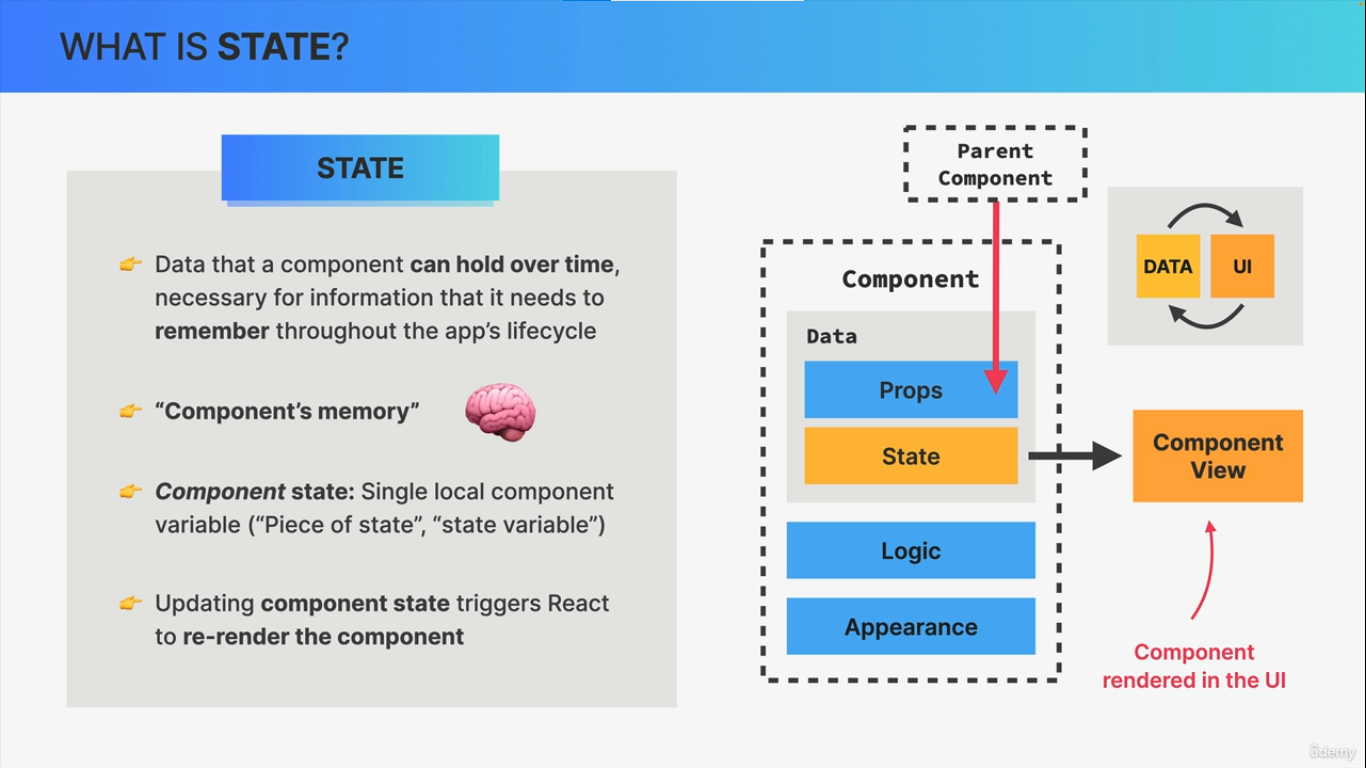 WHAT IS STATE?
STATE
Data that a component can hold over time,
necessary for information that it needs to
remember throughout the app’s lifecycle
“Component’s memory”
Component state: Single local component
variable (“Piece of state”, “state variable”)
Updating component state triggers React
to re-render the component
Parent
Component
Component
Data
Props
State
Logic
Appearance
DATA
UI
Component
View
Component
rendered in the UI
ûdemy